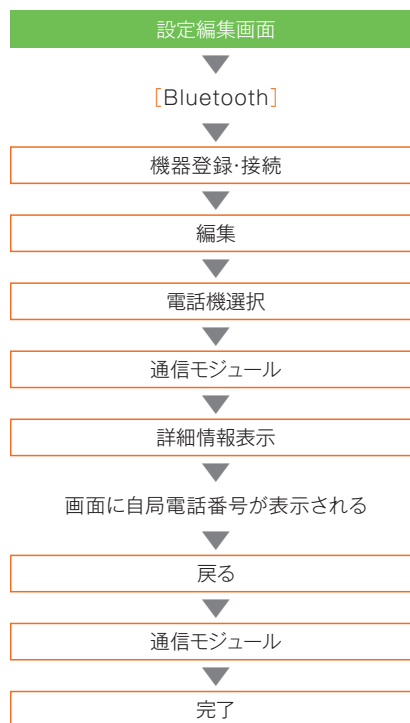 設定編集画面
[Bluetooth]
機器登録･接続
編集
電話機選択
通信モジュール
詳細情報表示
画面に自局電話番号が表示される
戻る
通信モジュール
完了